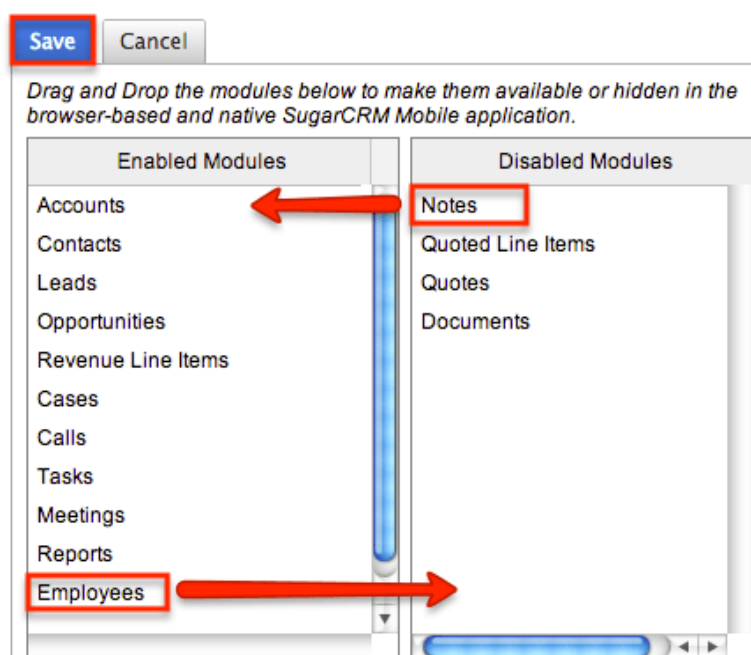 Save Cancel
Drag and Drop the modules below to make them available or hidden in the
browser-based and native SugarCRM Mobile application.
Enabled Modules
Accounts
Contacts
Leads
Opportunities
Revenue Line Items
Cases
Calls
Tasks
Meetings
Reports
Employees
Disabled Modules
Notes
Quoted Line Items
Quotes
Documents